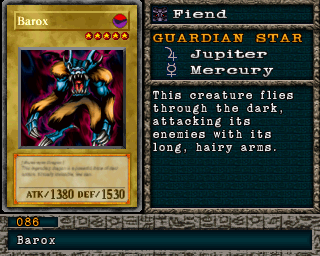 Barox
ATK/1380 DEF/1530
Fiend
GUARDIAN STAR
Jupiter
Mercury
This creature flies
through the dark,
attacking its
enemies with its
long, hairy arms.
086
Barox